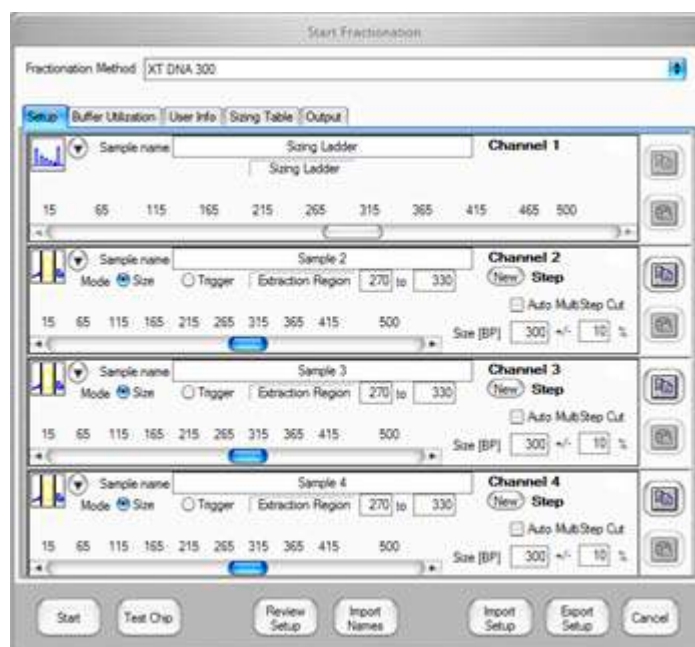 Start Fractionation
Fractionation Method XT DNA 300
Setup Buffer Utilization User Info Sizing Table Output
Sample name Sizing Ladder Channel 1
Sizing Ladder
15 65 115 165 215 265 315 365 415 465 500
Sample name Sample 2 Channel 2
Mode Size Trigger Extraction Region 270 to 330 New Step
Auto MultiStep Cut
15 65 115 165 215 265 315 365 415 500
Size [BP] 300 +/- 10 %
Sample name Sample 3 Channel 3
Mode Size Trigger Extraction Region 270 to 330 New Step
Auto MultiStep Cut
15 65 115 165 215 265 315 365 415 500
Size [BP] 300 +/- 10 %
Sample name Sample 4 Channel 4
Mode Size Trigger Extraction Region 270 to 330 New Step
Auto MultiStep Cut
15 65 115 165 215 265 315 365 415 500
Size [BP] 300 +/- 10 %
Start Test Chip Review Setup Import Names Import Setup Export Setup Cancel